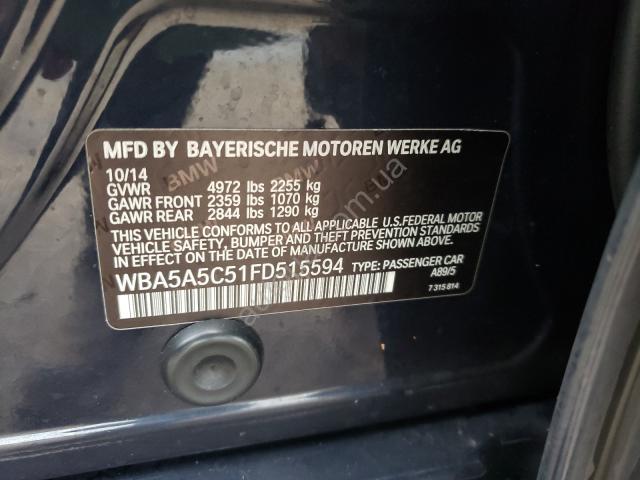 MFD BY BAYERISCHE MOTOREN WERKE AG
10/14
GVWR 4972 lbs 2255 kg
GAWR FRONT 2359 lbs 1070 kg
GAWR REAR 2844 lbs 1290 kg
THIS VEHICLE CONFORMS TO ALL APPLICABLE U.S.FEDERAL MOTOR
VEHICLE SAFETY, BUMPER AND THEFT PREVENTION STANDARDS
IN EFFECT ON THE DATE OF MANUFACTURE SHOWN ABOVE.
WBA5A5C51FD515594 TYPE: PASSENGER CAR
A89/5
7 315 814
BMW
BMW